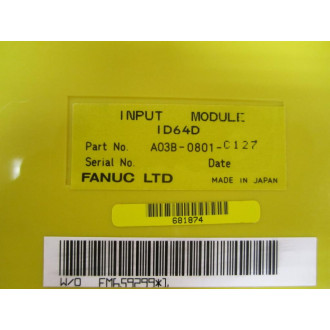 INPUT MODULE
ID64D
Part No. A03B-0801-C127
Serial No. Date
FANUC LTD MADE IN JAPAN
681874
W/O FM659299*1